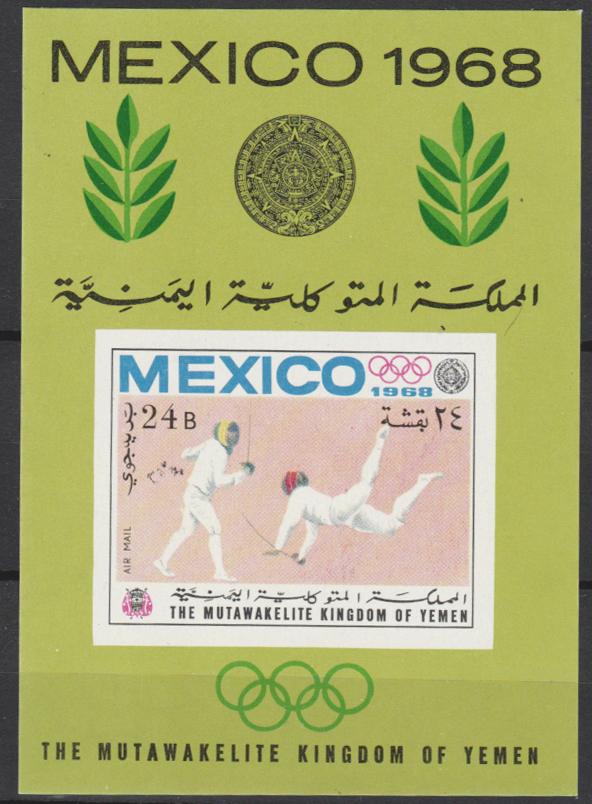 MEXICO 1968
المملكة المتوكلية اليمنية
MEXICO 1968
24 B
٢٤ بقشة
بريد جوي
AIR MAIL
المملكة المتوكلية اليمنية
THE MUTAWAKELITE KINGDOM OF YEMEN
THE MUTAWAKELITE KINGDOM OF YEMEN